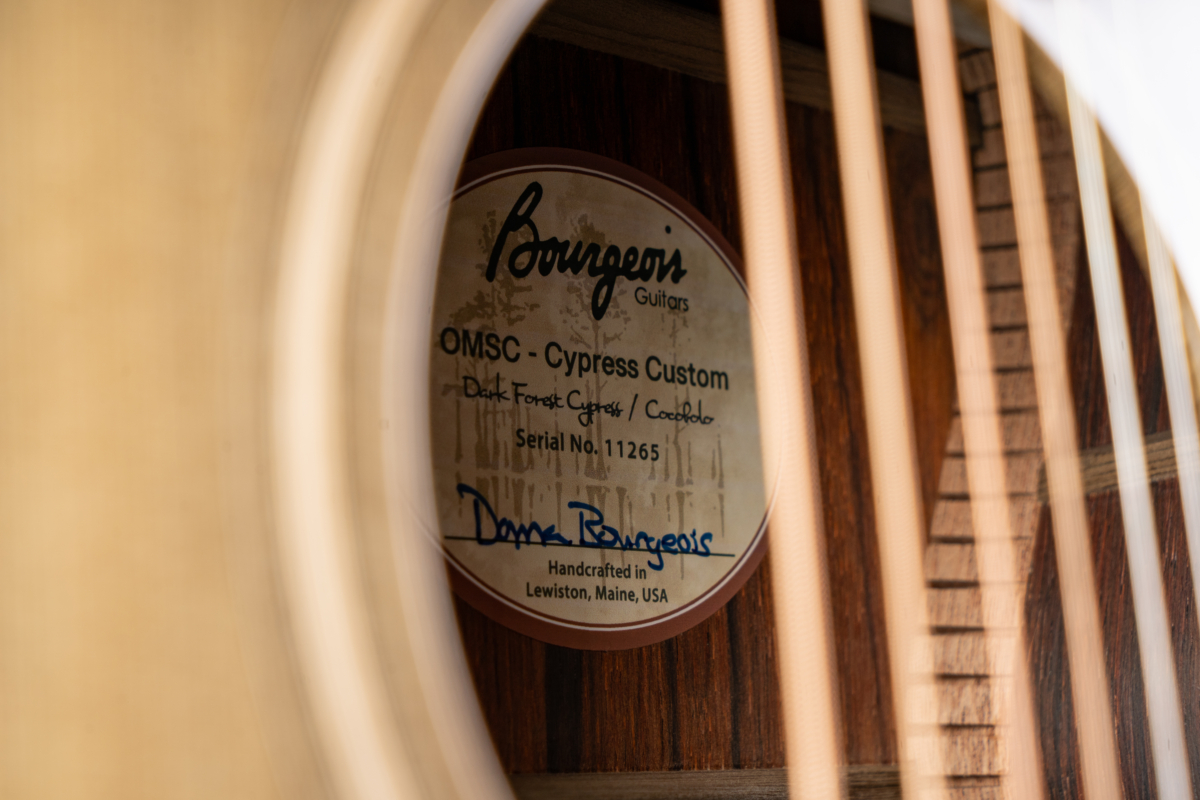 Bourgeois
Guitars
OMSC - Cypress Custom
Dark Forest Cypress / Cocobolo
Serial No. 11265
Dana Bourgeois
Handcrafted in
Lewiston, Maine, USA